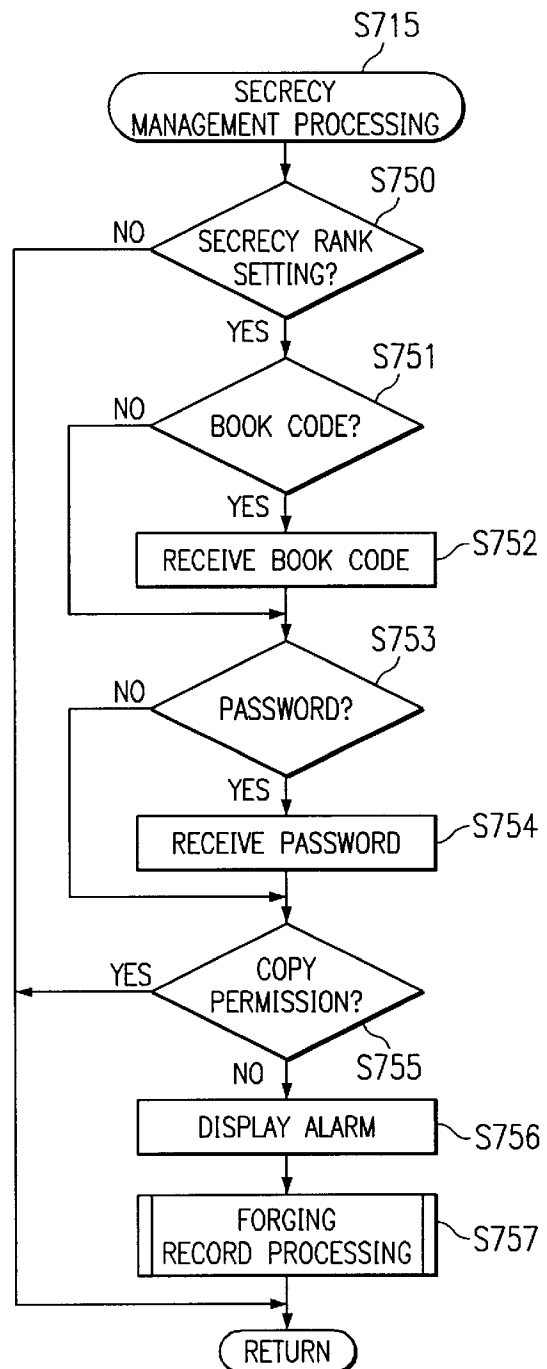 S715
SECRECY
MANAGEMENT PROCESSING
S750
NO
SECRECY RANK
SETTING?
YES
S751
NO
BOOK CODE?
YES
RECEIVE BOOK CODE
S752
S753
NO
PASSWORD?
YES
RECEIVE PASSWORD
S754
YES
COPY
PERMISSION?
S755
NO
DISPLAY ALARM
S756
FORGING
RECORD PROCESSING
S757
RETURN